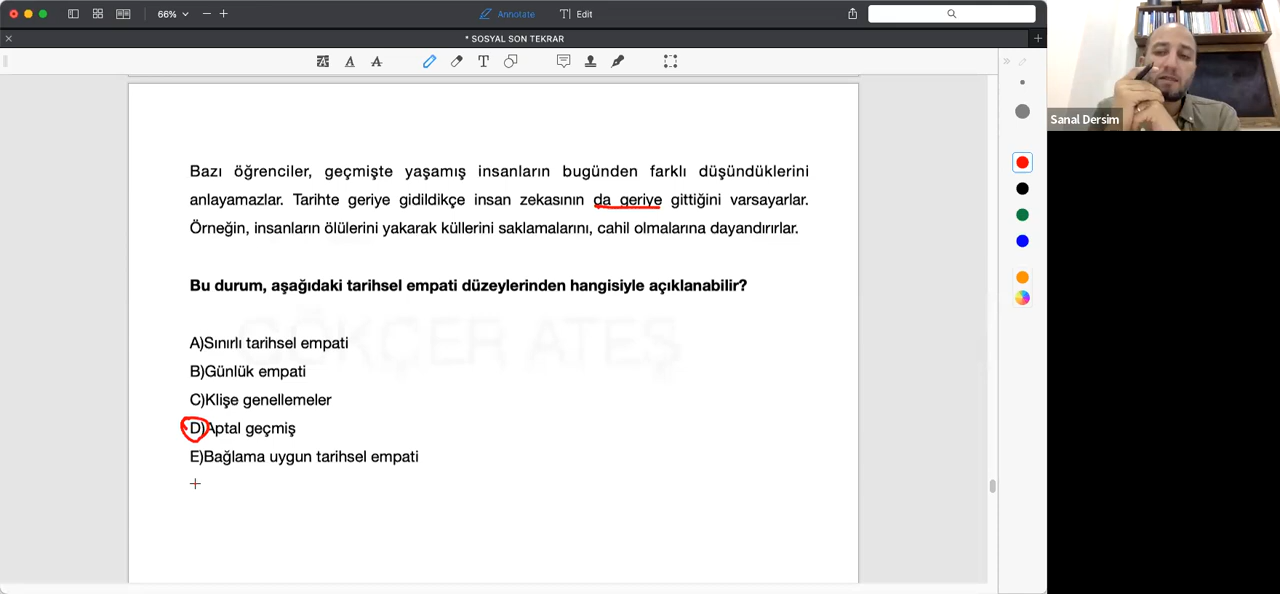 66%
Annotate
Edit
* SOSYAL SON TEKRAR
Sanal Dersim
Bazı öğrenciler, geçmişte yaşamış insanların bugünden farklı düşündüklerini
anlayamazlar. Tarihte geriye gidildikçe insan zekasının da geriye gittiğini varsayarlar.
Örneğin, insanların ölülerini yakarak küllerini saklamalarını, cahil olmalarına dayandırırlar.
Bu durum, aşağıdaki tarihsel empati düzeylerinden hangisiyle açıklanabilir?
GÖKÇER ATEŞ
A)Sınırlı tarihsel empati
B)Günlük empati
C)Klişe genellemeler
D)Aptal geçmiş
E)Bağlama uygun tarihsel empati